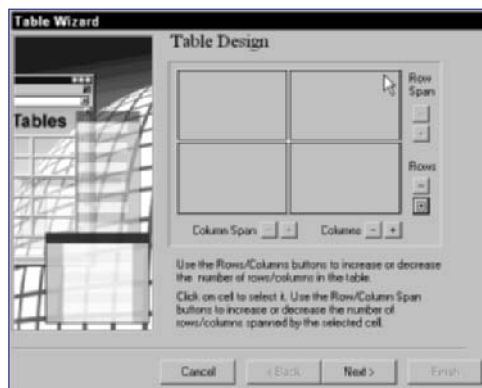 Table Wizard
Table Design
Tables
Row
Span
- +
Rows
- +
Column Span - + Columns - +
Use the Rows/Columns buttons to increase or decrease
the number of rows/columns in the table.
Click on cell to select it. Use the Row/Column Span
buttons to increase or decrease the number of
rows/columns spanned by the selected cell.
Cancel < Back Next > Finish